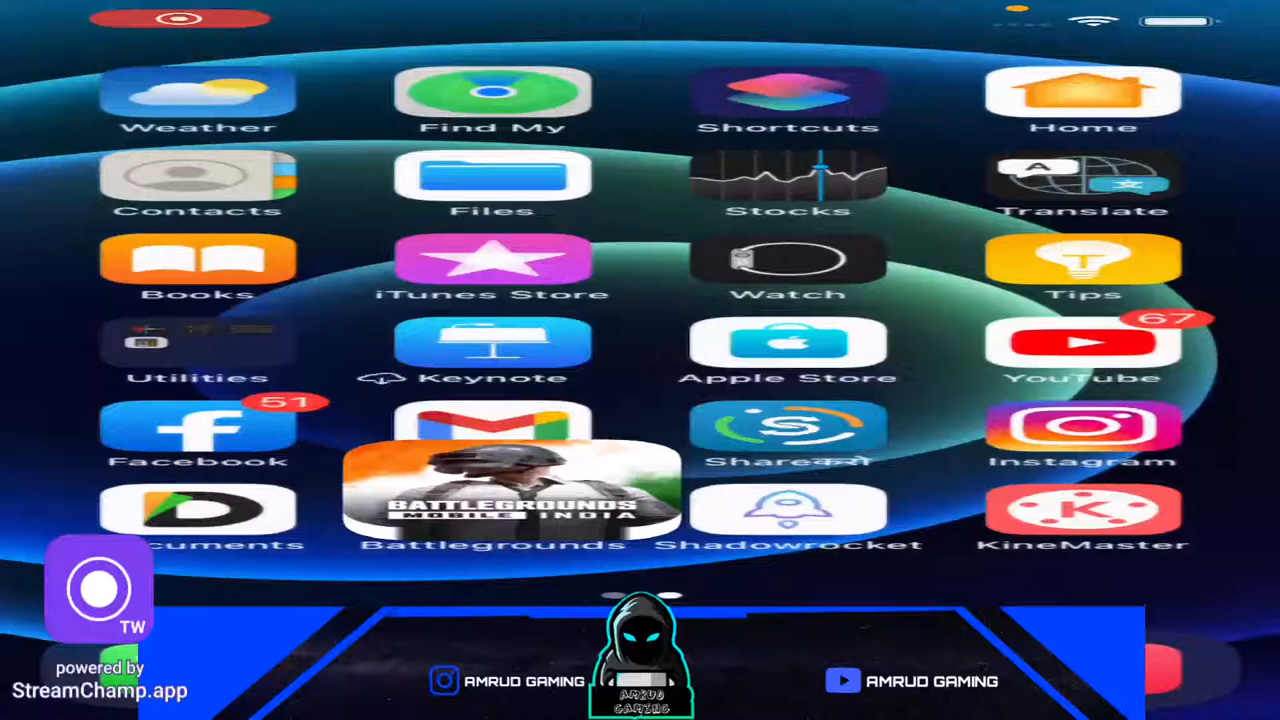 Weather Find My Shortcuts Home
A
Contacts Files Stocks Translate
Books iTunes Store Watch Tips
67
Utilities Keynote Apple Store YouTube
51
Facebook Instagram
BATTLEGROUNDS
MOBILE INDIA
cuments Battlegrounds Shadowrocket KineMaster
TW
powered by
StreamChamp.app
AMRUD GAMING AMRUD GAMING
AMRUD
GAMING